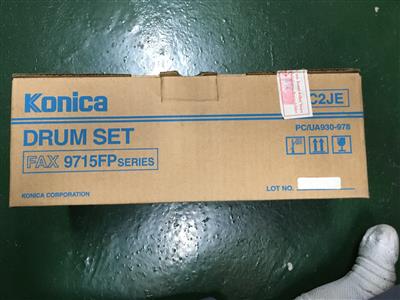 Konica
C2JE
DRUM SET
PC/UA930-978
FAX 9715FP SERIES
KONICA CORPORATION
LOT NO.